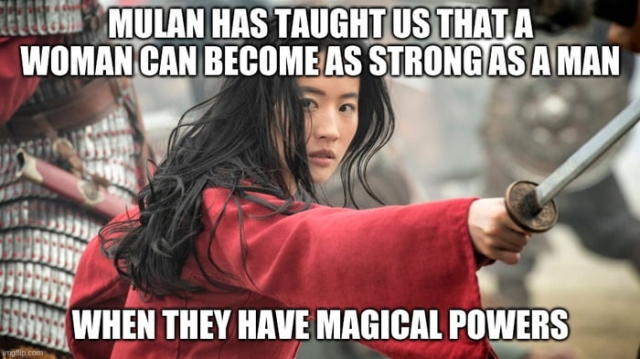 MULAN HAS TAUGHT US THAT A
WOMAN CAN BECOME AS STRONG AS A MAN
WHEN THEY HAVE MAGICAL POWERS
imgflip.com